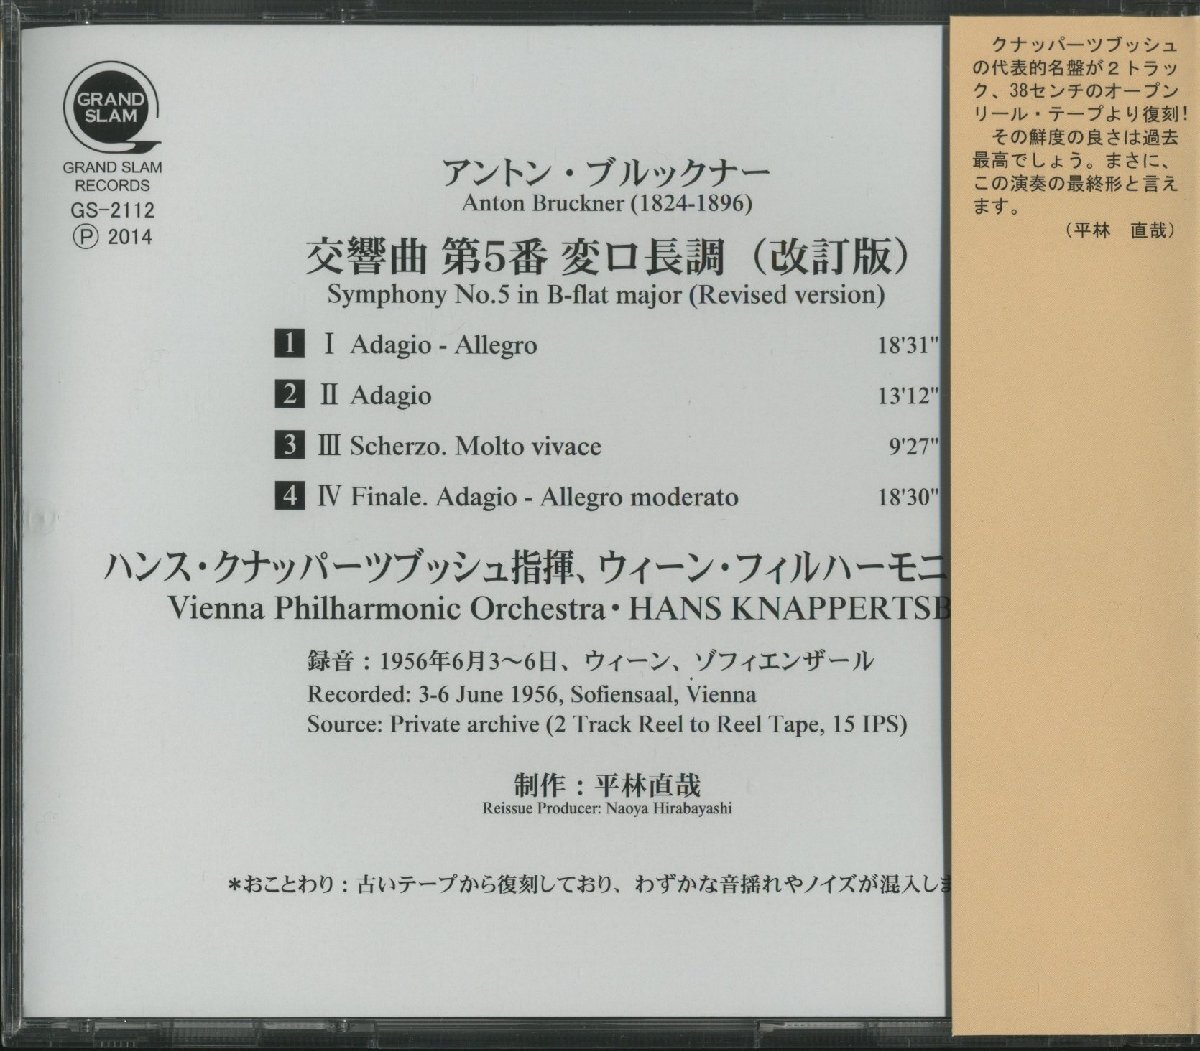 GRAND
SLAM
GRAND SLAM
RECORDS
GS-2112
Ⓟ 2014
アントン・ブルックナー
Anton Bruckner (1824-1896)
交響曲 第5番 変ロ長調（改訂版）
Symphony No.5 in B-flat major (Revised version)
1 Ⅰ Adagio - Allegro 18'31"
2 Ⅱ Adagio 13'12"
3 Ⅲ Scherzo. Molto vivace 9'27"
4 Ⅳ Finale. Adagio - Allegro moderato 18'30"
ハンス・クナッパーツブッシュ指揮、ウィーン・フィルハーモニ
Vienna Philharmonic Orchestra・HANS KNAPPERTSB
録音：1956年6月3～6日、ウィーン、ゾフィエンザール
Recorded: 3-6 June 1956, Sofiensaal, Vienna
Source: Private archive (2 Track Reel to Reel Tape, 15 IPS)
制作：平林直哉
Reissue Producer: Naoya Hirabayashi
*おことわり：古いテープから復刻しており、わずかな音揺れやノイズが混入しま
クナッパーツブッシュ
の代表的名盤が２トラッ
ク、38センチのオープン
リール・テープより復刻!
その鮮度の良さは過去
最高でしょう。まさに、
この演奏の最終形と言え
ます。
（平林　直哉）